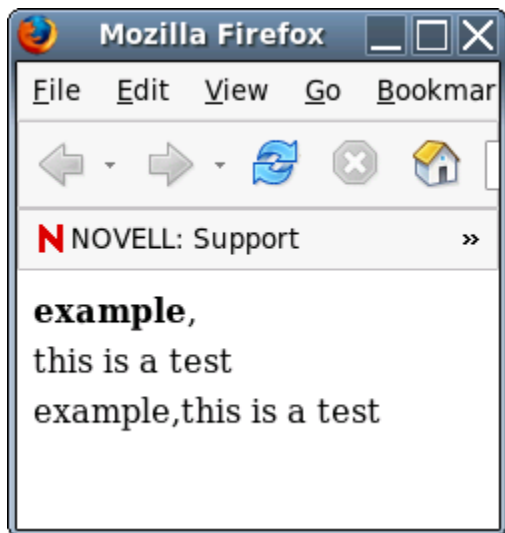 Mozilla Firefox
File Edit View Go Bookmar
NOVELL: Support »
example,
this is a test
example,this is a test